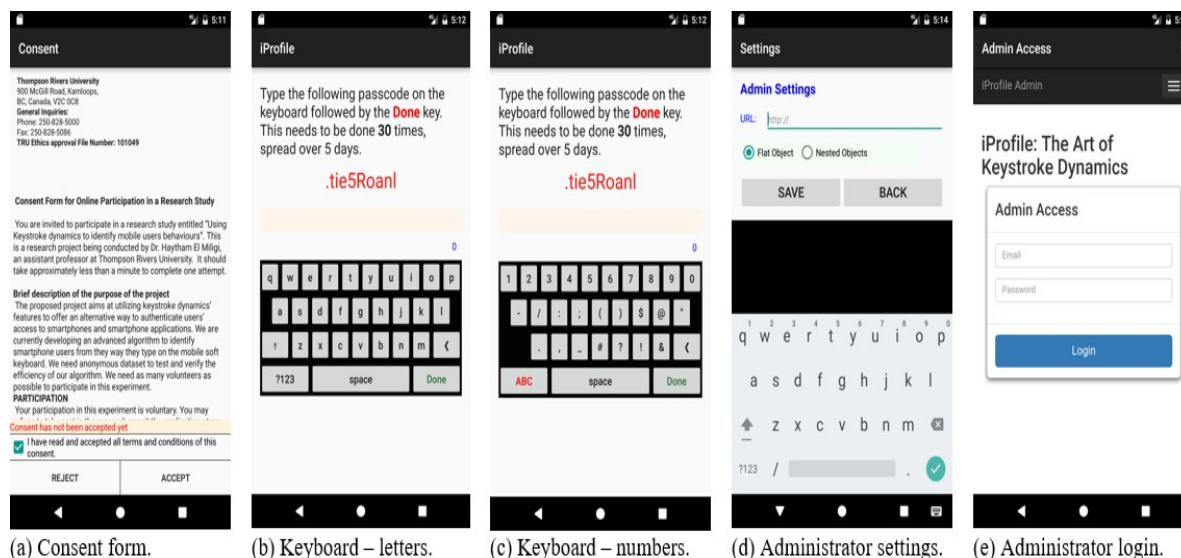 5:11
Consent
Thompson Rivers University
900 McGill Road, Kamloops,
BC, Canada, V2C 0C8
General Inquiries:
Phone: 250-828-5000
Fax: 250-828-5086
TRU Ethics approval File Number: 101049
Consent Form for Online Participation in a Research Study
You are invited to participate in a research study entitled "Using
Keystroke dynamics to identify mobile users behaviours". This
is a research project being conducted by Dr. Haytham El Miligi,
an assistant professor at Thompson Rivers University. It should
take approximately less than a minute to complete one attempt.
Brief description of the purpose of the project
The proposed project aims at utilizing keystroke dynamics'
features to offer an alternative way to authenticate users'
access to smartphones and smartphone applications. We are
currently developing an advanced algorithm to identify
smartphone users from they way they type on the mobile soft
keyboard. We need anonymous dataset to test and verify the
efficiency of our algorithm. We need as many volunteers as
possible to participate in this experiment.
PARTICIPATION
Your participation in this experiment is voluntary. You may
Consent has not been accepted yet
I have read and accepted all terms and conditions of this
consent.
REJECT ACCEPT
(a) Consent form.
5:12
iProfile
Type the following passcode on the
keyboard followed by the Done key.
This needs to be done 30 times,
spread over 5 days.
.tie5Roanl
0
q w e r t y u i o p
a s d f g h j k l
↑ z x c v b n m (
?123 space Done
(b) Keyboard – letters.
5:12
iProfile
Type the following passcode on the
keyboard followed by the Done key.
This needs to be done 30 times,
spread over 5 days.
.tie5Roanl
0
1 2 3 4 5 6 7 8 9 0
- / : ; ( ) $ @ "
. , _ # ? ! & (
ABC space Done
(c) Keyboard – numbers.
5:14
Settings
Admin Settings
URL: http://
Flat Object Nested Objects
SAVE BACK
1 2 3 4 5 6 7 8 9 0
q w e r t y u i o p
a s d f g h j k l
z x c v b n m
?123 / .
(d) Administrator settings.
Admin Access
iProfile Admin
iProfile: The Art of
Keystroke Dynamics
Admin Access
Email
Password
Login
(e) Administrator login.